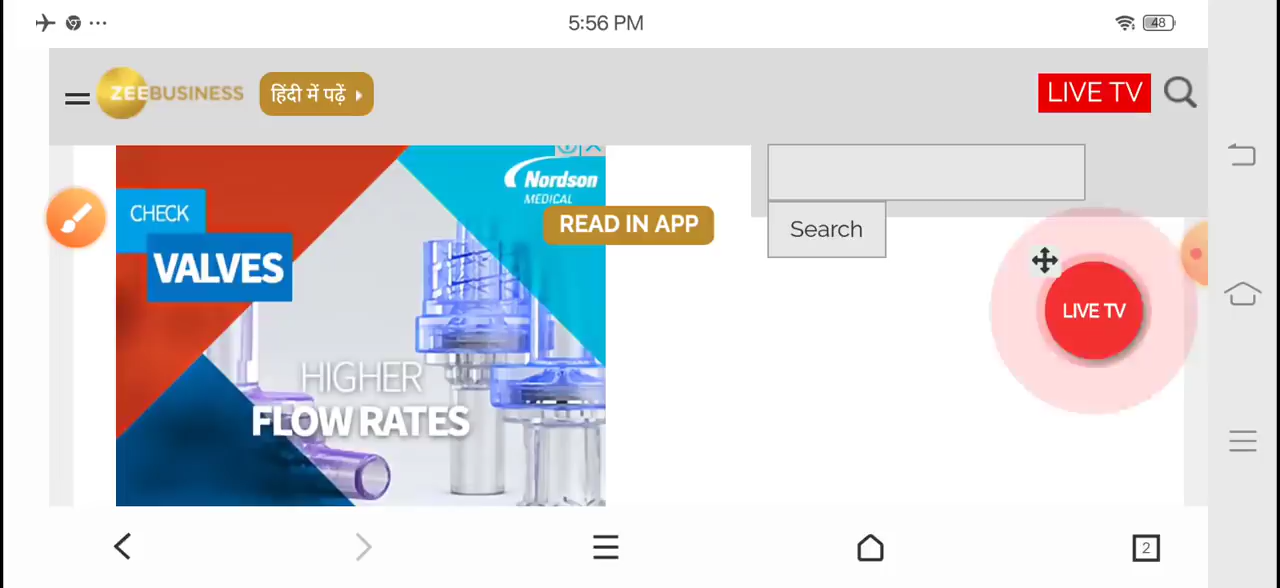 5:56 PM
48
ZEEBUSINESS
हिंदी में पढ़ें
LIVE TV
Nordson
MEDICAL
CHECK
VALVES
READ IN APP
Search
LIVE TV
HIGHER
FLOW RATES
2